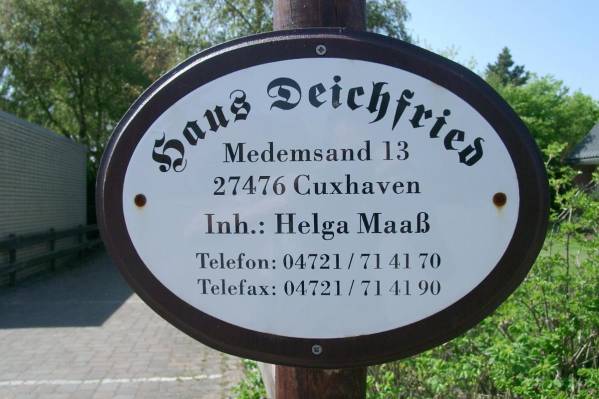 Haus Deichfried
Medemsand 13
27476 Cuxhaven
Inh.: Helga Maaß
Telefon: 04721 / 71 41 70
Telefax: 04721 / 71 41 90